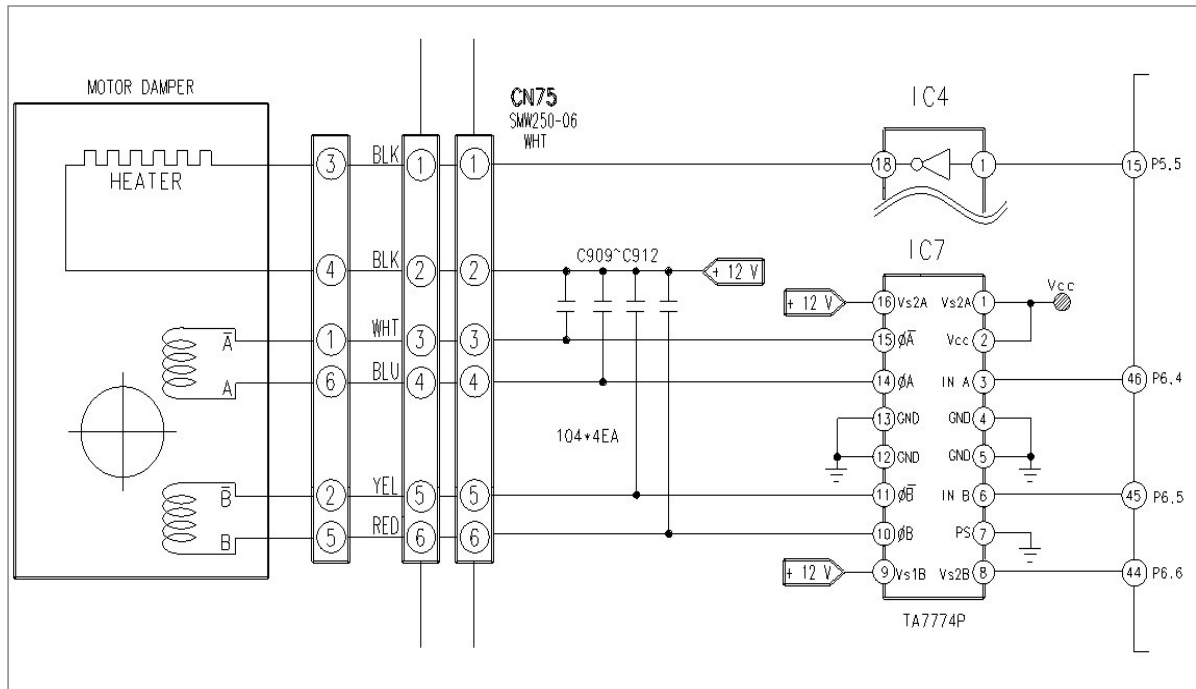 MOTOR DAMPER
HEATER
A̅
A
B̅
B
3
4
1
6
2
5
BLK
BLK
WHT
BLU
YEL
RED
1
2
3
4
5
6
CN75
SMW250-06
WHT
1
2
3
4
5
6
C909~C912
+ 12 V
104*4EA
IC4
18 1
15 P5.5
IC7
+ 12 V
16 Vs2A Vs2A 1
Vcc
15 ØA̅ Vcc 2
14 ØA IN A 3
46 P6.4
13 GND GND 4
12 GND GND 5
11 ØB̅ IN B 6
45 P6.5
10 ØB PS 7
+ 12 V
9 Vs1B Vs2B 8
44 P6.6
TA7774P